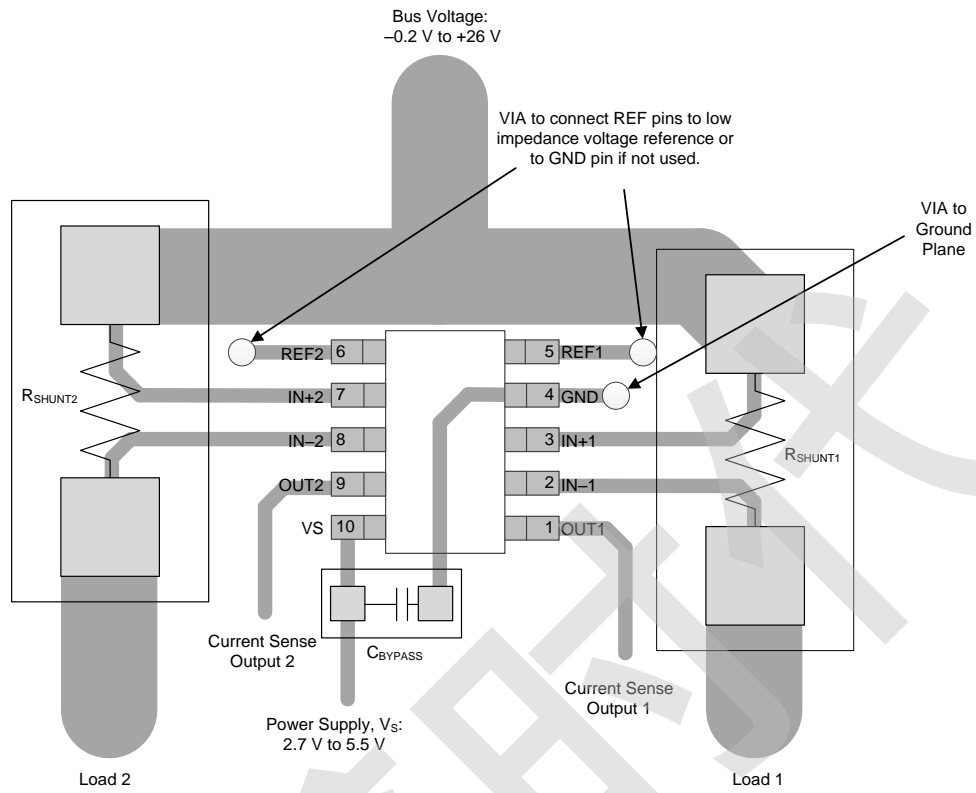 Bus Voltage:
–0.2 V to +26 V
VIA to connect REF pins to low
impedance voltage reference or
to GND pin if not used.
VIA to
Ground
Plane
REF2 6
5 REF1
IN+2 7
4 GND
RSHUNT2
IN–2 8
3 IN+1
RSHUNT1
OUT2 9
2 IN–1
VS 10
1 OUT1
CBYPASS
Current Sense
Output 2
Current Sense
Output 1
Power Supply, VS:
2.7 V to 5.5 V
Load 2
Load 1